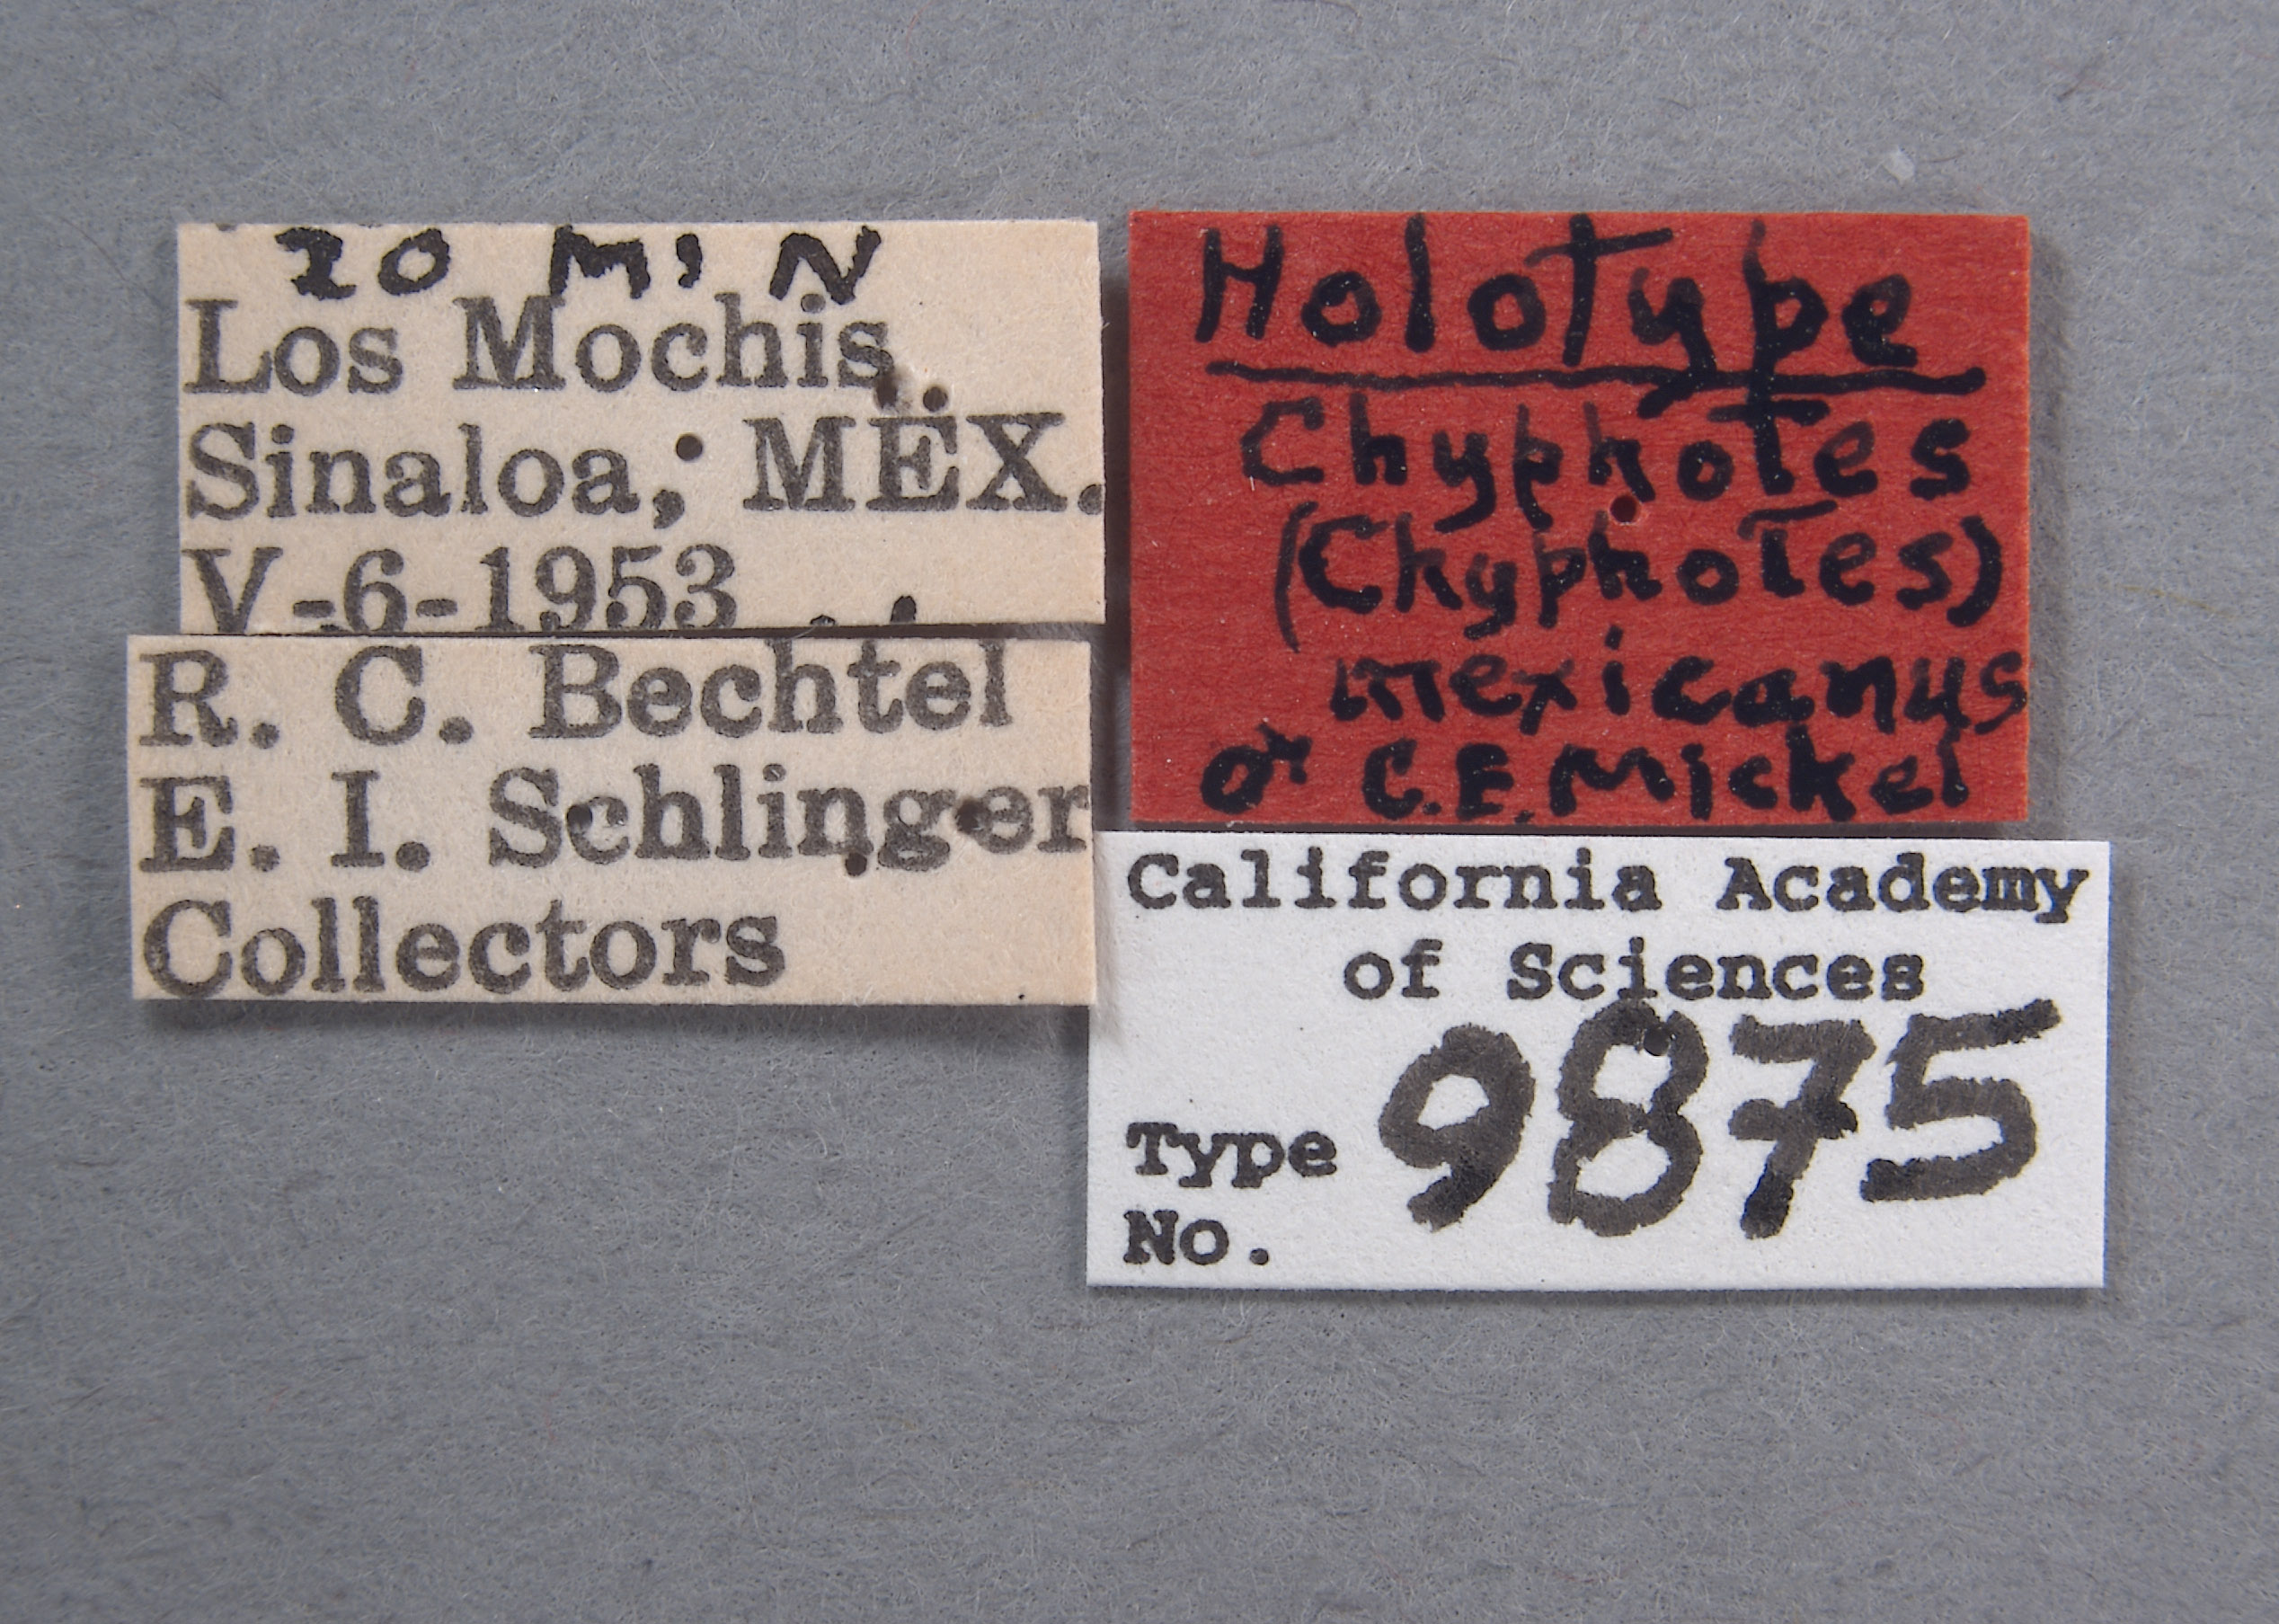 20 Mi N
Los Mochis
Sinaloa, MEX.
V-6-1953
R. C. Bechtel
E. I. Schlinger
Collectors
Holotype
Chyphotes
(Chyphotes)
mexicanus
♂ C.E. Mickel
California Academy
of Sciences
Type 9875
No.